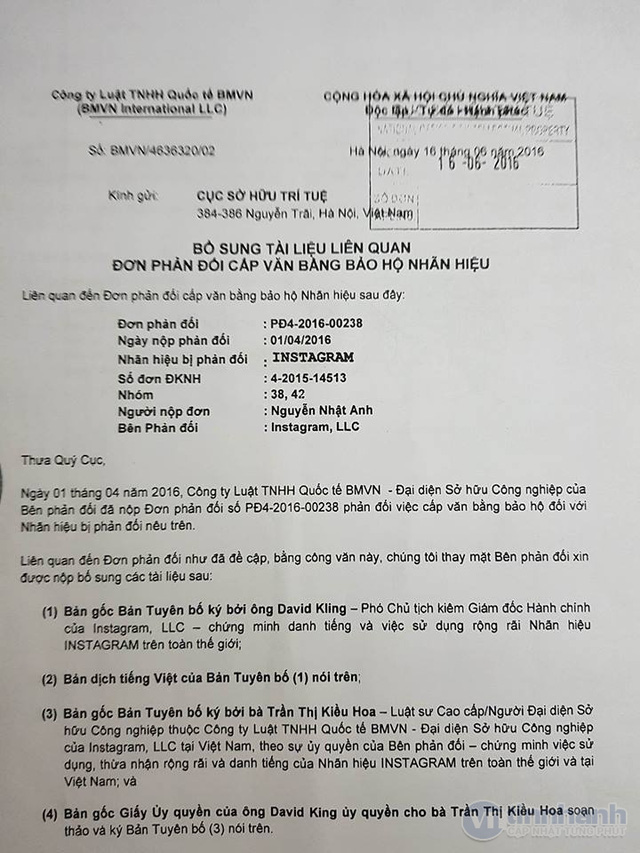 Công ty Luật TNHH Quốc tế BMVN
(BMVN International LLC)
CỘNG HÒA XÃ HỘI CHỦ NGHĨA VIỆT NAM
Độc lập / Tự do - Hạnh phúc
NATIONAL OFFICE OF INTELLECTUAL PROPERTY
Số: BMVN/4636320/02
Hà Nội, ngày 16 tháng 06 năm 2016
16-06-2016
DATE
SỐ ĐƠN
Kính gửi: CỤC SỞ HỮU TRÍ TUỆ
384-386 Nguyễn Trãi, Hà Nội, Việt Nam
BỔ SUNG TÀI LIỆU LIÊN QUAN
ĐƠN PHẢN ĐỐI CẤP VĂN BẰNG BẢO HỘ NHÃN HIỆU
Liên quan đến Đơn phản đối cấp văn bằng bảo hộ Nhãn hiệu sau đây:
Đơn phản đối : PĐ4-2016-00238
Ngày nộp phản đối : 01/04/2016
Nhãn hiệu bị phản đối : INSTAGRAM
Số đơn ĐKNH : 4-2015-14513
Nhóm : 38, 42
Người nộp đơn : Nguyễn Nhật Anh
Bên Phản đối : Instagram, LLC
Thưa Quý Cục,
Ngày 01 tháng 04 năm 2016, Công ty Luật TNHH Quốc tế BMVN - Đại diện Sở hữu Công nghiệp của
Bên phản đối đã nộp Đơn phản đối số PĐ4-2016-00238 phản đối việc cấp văn bằng bảo hộ đối với
Nhãn hiệu bị phản đối nêu trên.
Liên quan đến Đơn phản đối như đã đề cập, bằng công văn này, chúng tôi thay mặt Bên phản đối xin
được nộp bổ sung các tài liệu sau:
(1) Bản gốc Bản Tuyên bố ký bởi ông David Kling – Phó Chủ tịch kiêm Giám đốc Hành chính
của Instagram, LLC – chứng minh danh tiếng và việc sử dụng rộng rãi Nhãn hiệu
INSTAGRAM trên toàn thế giới;
(2) Bản dịch tiếng Việt của Bản Tuyên bố (1) nói trên;
(3) Bản gốc Bản Tuyên bố ký bởi bà Trần Thị Kiều Hoa – Luật sư Cao cấp/Người Đại diện Sở
hữu Công nghiệp thuộc Công ty Luật TNHH Quốc tế BMVN - Đại diện Sở hữu Công nghiệp
của Instagram, LLC tại Việt Nam, theo sự ủy quyền của Bên phản đối – chứng minh việc sử
dụng, thừa nhận rộng rãi và danh tiếng của Nhãn hiệu INSTAGRAM trên toàn thế giới và tại
Việt Nam; và
(4) Bản gốc Giấy Ủy quyền của ông David King ủy quyền cho bà Trần Thị Kiều Hoa soạn
thảo và ký Bản Tuyên bố (3) nói trên.